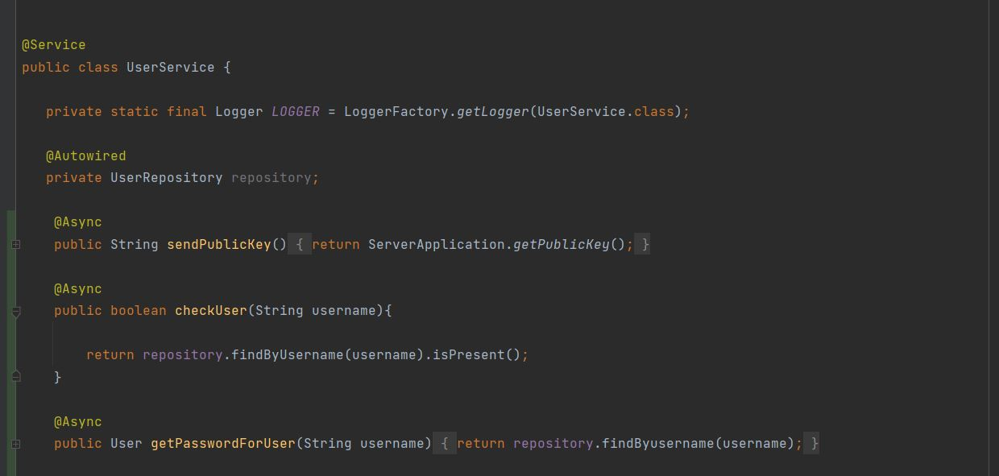 @Service
public class UserService {
private static final Logger LOGGER = LoggerFactory.getLogger(UserService.class);
@Autowired
private UserRepository repository;
@Async
public String sendPublicKey() { return ServerApplication.getPublicKey(); }
@Async
public boolean checkUser(String username){
return repository.findByUsername(username).isPresent();
}
@Async
public User getPasswordForUser(String username) { return repository.findByusername(username); }